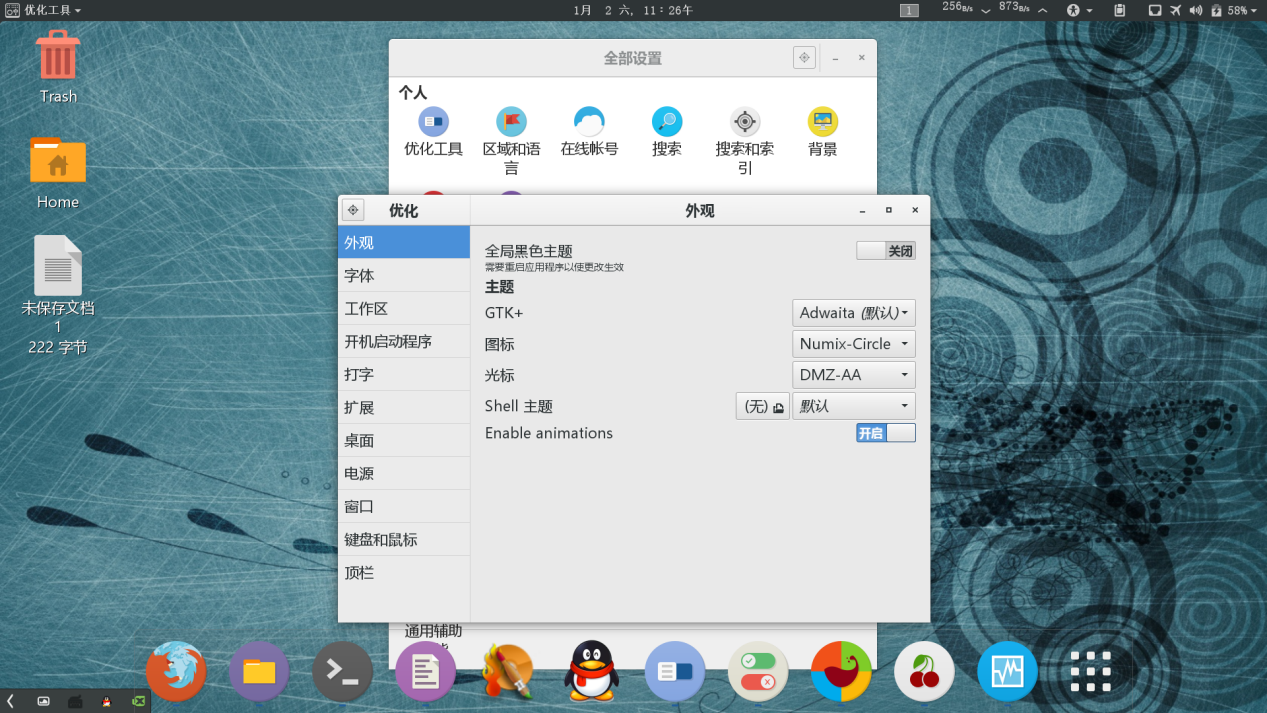 优化工具
1月 2 六, 11:26午
1
256B/s
873B/s
58%
Trash
Home
未保存文档
1
222 字节
全部设置
个人
优化工具
区域和语
言
在线帐号
搜索
搜索和索
引
背景
优化
外观
外观
字体
工作区
开机启动程序
打字
扩展
桌面
电源
窗口
键盘和鼠标
顶栏
全局黑色主题
关闭
需要重启应用程序以便更改生效
主题
GTK+
Adwaita (默认)
图标
Numix-Circle
光标
DMZ-AA
Shell 主题
(无)
默认
Enable animations
开启
通用辅助